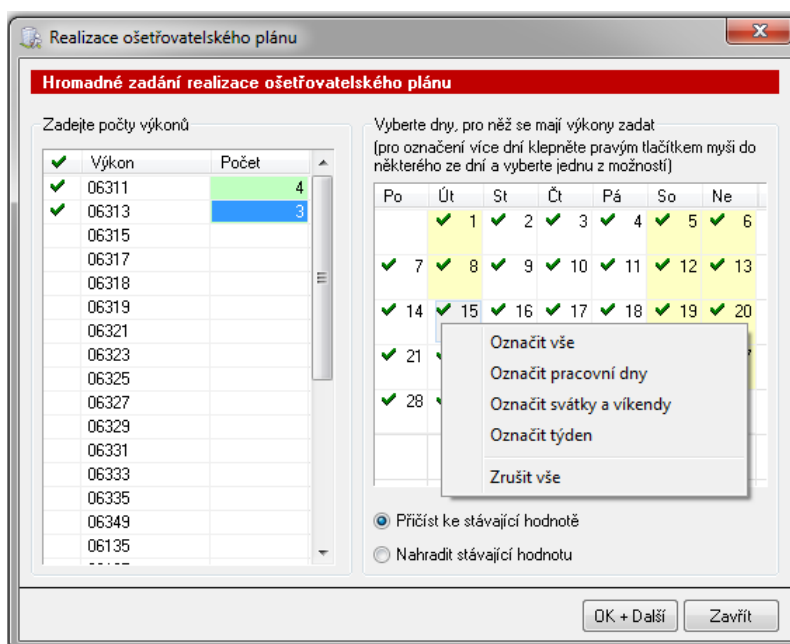 Realizace ošetřovatelského plánu
Hromadné zadání realizace ošetřovatelského plánu
Zadejte počty výkonů
Výkon Počet
06311 4
06313 3
06315
06317
06318
06319
06321
06323
06325
06327
06329
06331
06333
06335
06349
06135
Vyberte dny, pro něž se mají výkony zadat
(pro označení více dní klepněte pravým tlačítkem myši do
některého ze dní a vyberte jednu z možností)
Po Út St Čt Pá So Ne
1 2 3 4 5 6
7 8 9 10 11 12 13
14 15 16 17 18 19 20
21
28
Označit vše
Označit pracovní dny
Označit svátky a víkendy
Označit týden
Zrušit vše
Přičíst ke stávající hodnotě
Nahradit stávající hodnotu
OK + Další Zavřít